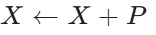 X ← X + P